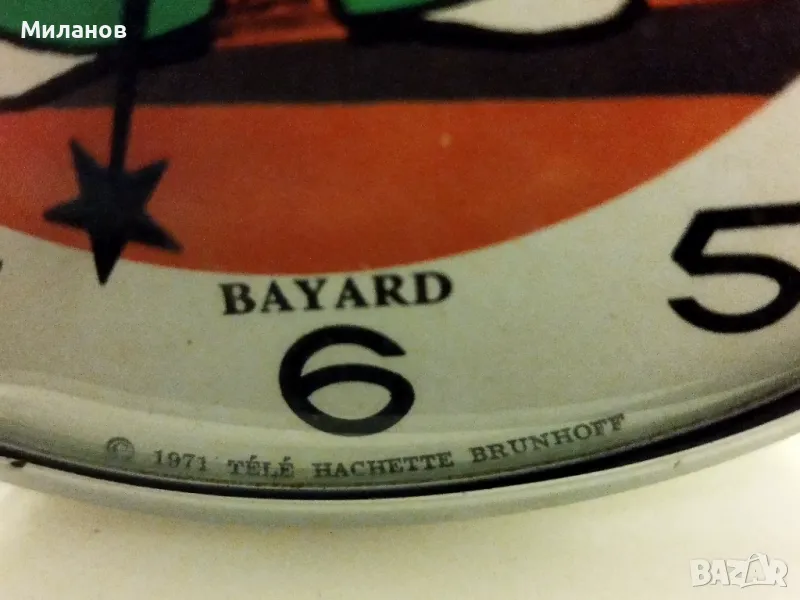 Миланов
BAYARD
5
6
© 1971 TÉLÉ HACHETTE BRUNHOFF
BAZAR